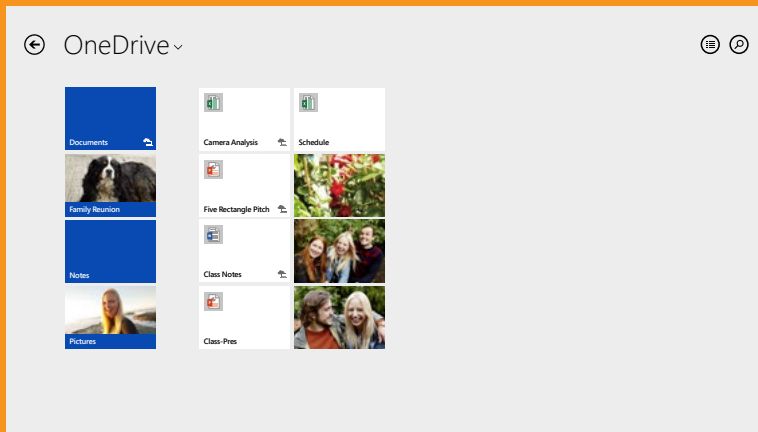 OneDrive
Documents
Family Reunion
Notes
Pictures
Camera Analysis
Schedule
Five Rectangle Pitch
Class Notes
Class-Pres